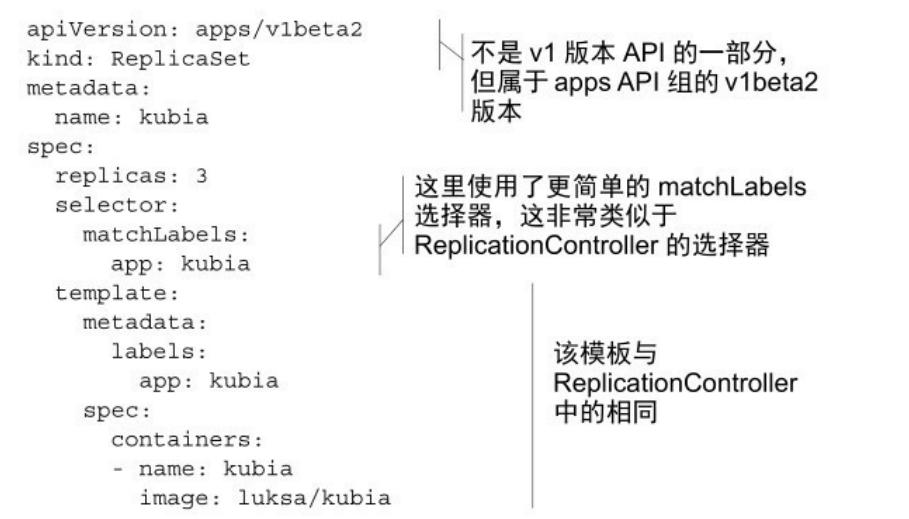 apiVersion: apps/v1beta2
kind: ReplicaSet
metadata:
  name: kubia
spec:
  replicas: 3
  selector:
    matchLabels:
      app: kubia
  template:
    metadata:
      labels:
        app: kubia
    spec:
      containers:
      - name: kubia
        image: luksa/kubia
不是 v1 版本 API 的一部分，
但属于 apps API 组的 v1beta2
版本
这里使用了更简单的 matchLabels
选择器，这非常类似于
ReplicationController 的选择器
该模板与
ReplicationController
中的相同